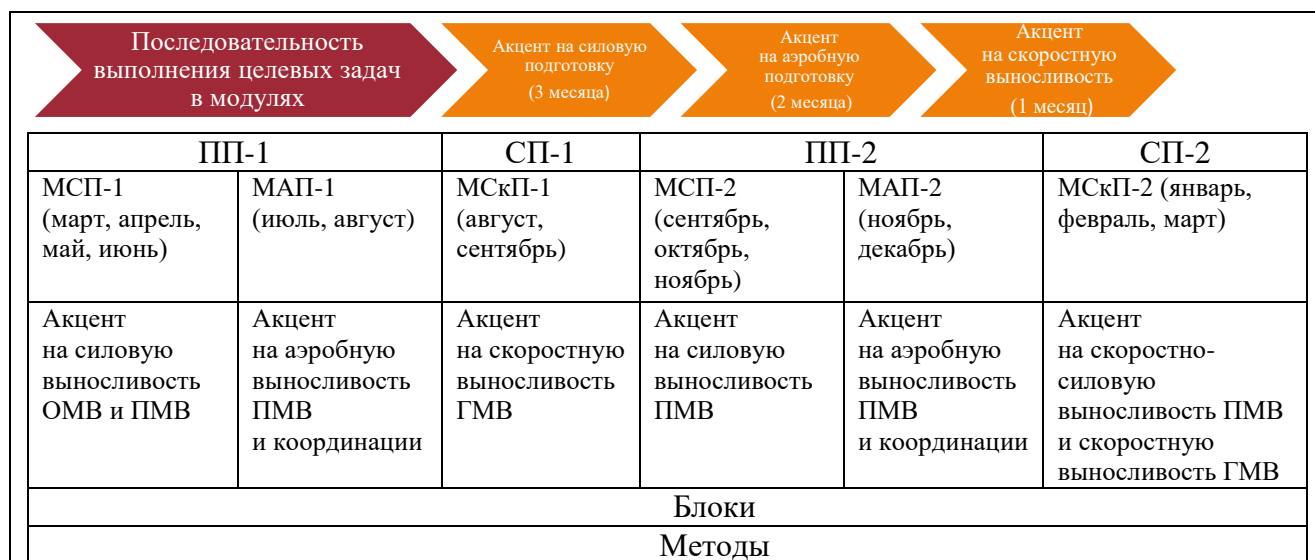 Последовательность
выполнения целевых задач
в модулях
Акцент на силовую
подготовку
(3 месяца)
Акцент
на аэробную
подготовку
(2 месяца)
Акцент
на скоростную
выносливость
(1 месяц)
ПП-1
СП-1
ПП-2
СП-2
МСП-1
(март, апрель,
май, июнь)
МАП-1
(июль, август)
МСкП-1
(август,
сентябрь)
МСП-2
(сентябрь,
октябрь,
ноябрь)
МАП-2
(ноябрь,
декабрь)
МСкП-2 (январь,
февраль, март)
Акцент
на силовую
выносливость
ОМВ и ПМВ
Акцент
на аэробную
выносливость
ПМВ
и координации
Акцент
на скоростную
выносливость
ГМВ
Акцент
на силовую
выносливость
ПМВ
Акцент
на аэробную
выносливость
ПМВ
и координации
Акцент
на скоростно-
силовую
выносливость ПМВ
и скоростную
выносливость ГМВ
Блоки
Методы